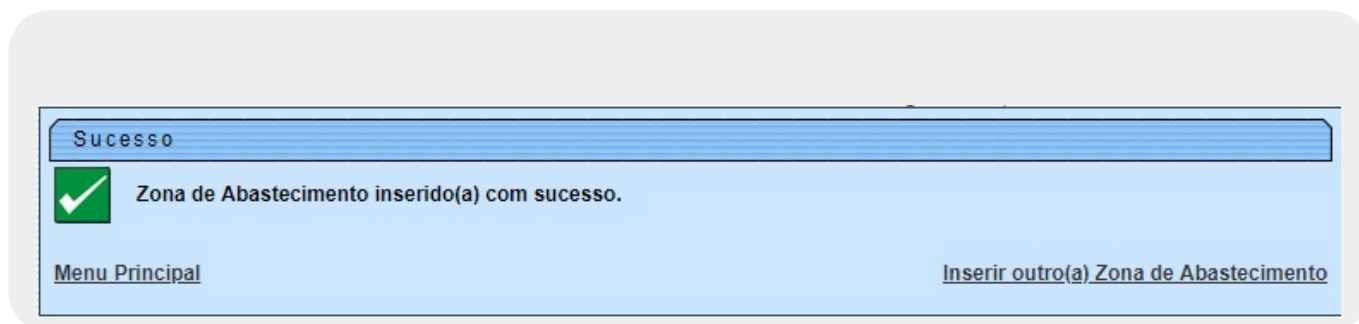 Sucesso
Zona de Abastecimento inserido(a) com sucesso.
Menu Principal
Inserir outro(a) Zona de Abastecimento